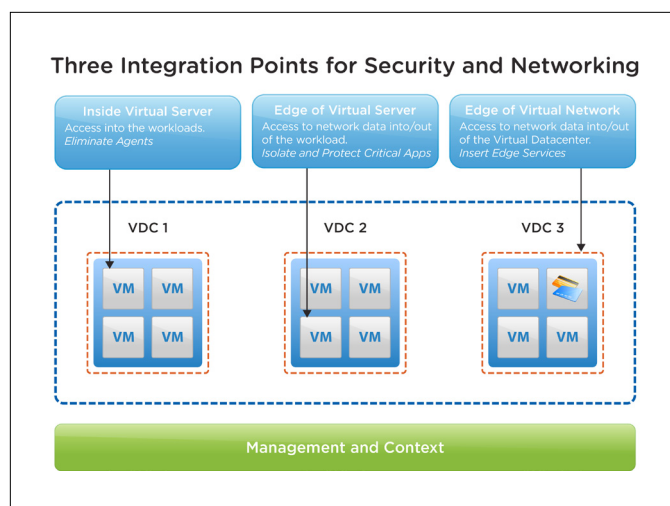 Three Integration Points for Security and Networking
Inside Virtual Server
Access into the workloads.
Eliminate Agents
Edge of Virtual Server
Access to network data into/out
of the workload.
Isolate and Protect Critical Apps
Edge of Virtual Network
Access to network data into/out
of the Virtual Datacenter.
Insert Edge Services
VDC 1
VDC 2
VDC 3
VM VM
VM VM
VM VM
VM VM
VM
VM VM
Management and Context